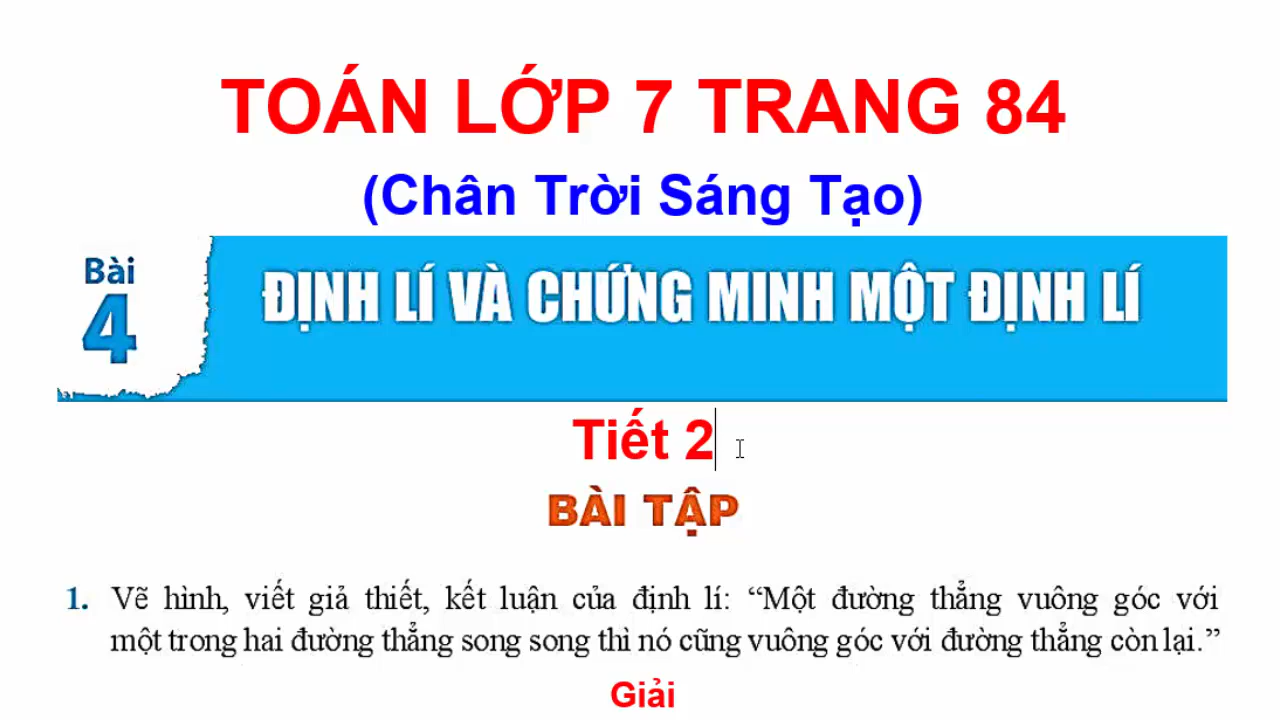 TOÁN LỚP 7 TRANG 84
(Chân Trời Sáng Tạo)
Bài
4
ĐỊNH LÍ VÀ CHỨNG MINH MỘT ĐỊNH LÍ
Tiết 2
BÀI TẬP
1. Vẽ hình, viết giả thiết, kết luận của định lí: “Một đường thẳng vuông góc với
một trong hai đường thẳng song song thì nó cũng vuông góc với đường thẳng còn lại.”
Giải